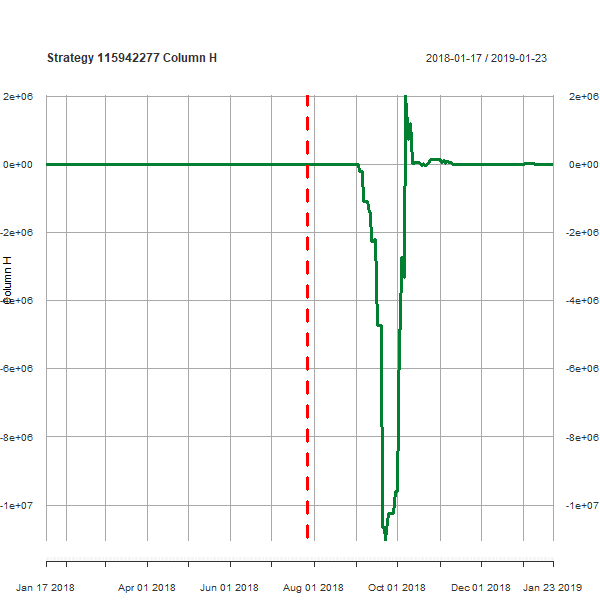 Strategy 115942277 Column H 2018-01-17 / 2019-01-23
2e+06 2e+06
0e+00 0e+00
-2e+06 -2e+06
Column H
-4e+06 -4e+06
-6e+06 -6e+06
-8e+06 -8e+06
-1e+07 -1e+07
Jan 17 2018 Apr 01 2018 Jun 01 2018 Aug 01 2018 Oct 01 2018 Dec 01 2018 Jan 23 2019